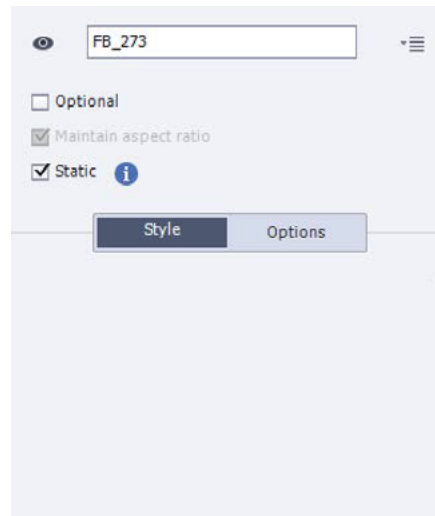 FB_273
Optional
Maintain aspect ratio
Static
Style Options